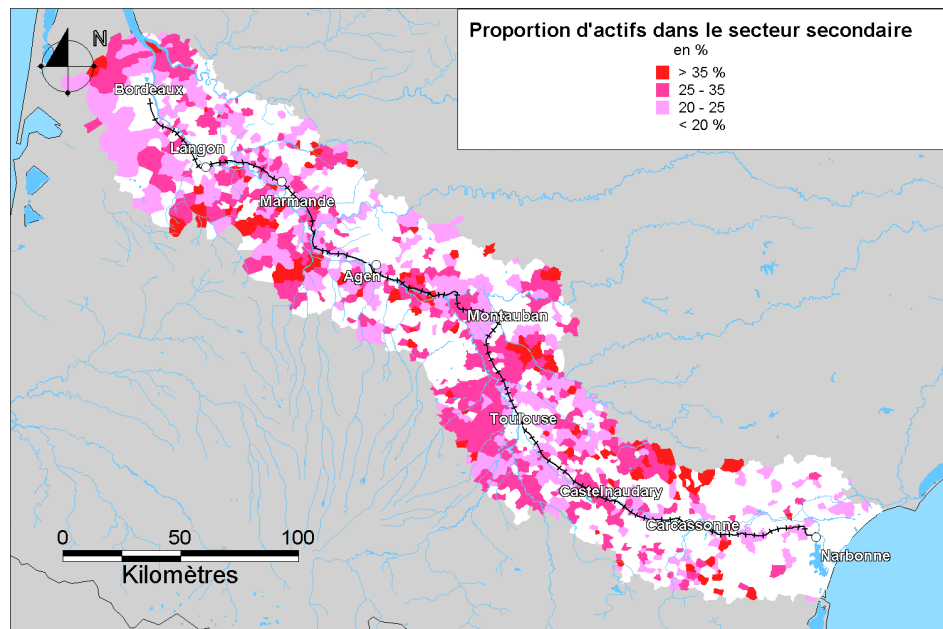 Proportion d'actifs dans le secteur secondaire
en %
> 35 %
25 - 35
20 - 25
< 20 %
N
Bordeaux
Langon
Marmande
Agen
Montauban
Toulouse
Castelnaudary
Carcassonne
Narbonne
0 50 100
Kilomètres